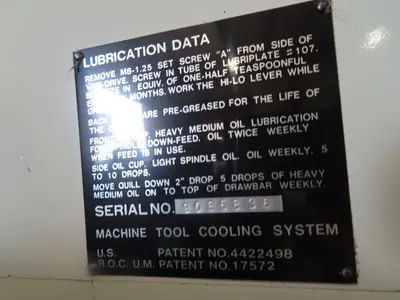 LUBRICATION DATA
REMOVE M8-1.25 SET SCREW "A" FROM SIDE OF
DRIVE. SCREW IN TUBE OF LUBRIPLATE #107.
IN EQUIV. OF ONE-HALF TEASPOONFUL
MONTHS. WORK THE HI-LO LEVER WHILE
BACK ARE PRE-GREASED FOR THE LIFE OF
HEAVY MEDIUM OIL LUBRICATION
DOWN-FEED. OIL TWICE WEEKLY
WHEN FEED IS IN USE.
SIDE OIL CUP, LIGHT SPINDLE OIL. OIL WEEKLY. 5
TO 10 DROPS.
MOVE QUILL DOWN 2" DROP 5 DROPS OF HEAVY
MEDIUM OIL ON TO TOP OF DRAWBAR WEEKLY.
SERIAL NO.
MACHINE TOOL COOLING SYSTEM
U.S. PATENT NO.4422498
R.O.C. U.M. PATENT NO.17572